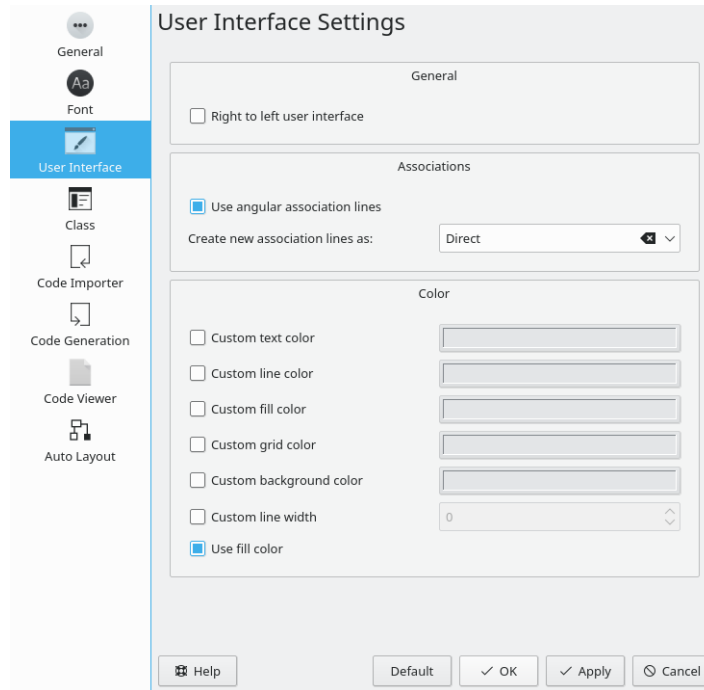 General
Aa
Font
User Interface
Class
Code Importer
Code Generation
Code Viewer
Auto Layout
User Interface Settings
General
Right to left user interface
Associations
Use angular association lines
Create new association lines as: Direct
Color
Custom text color
Custom line color
Custom fill color
Custom grid color
Custom background color
Custom line width 0
Use fill color
Help Default OK Apply Cancel